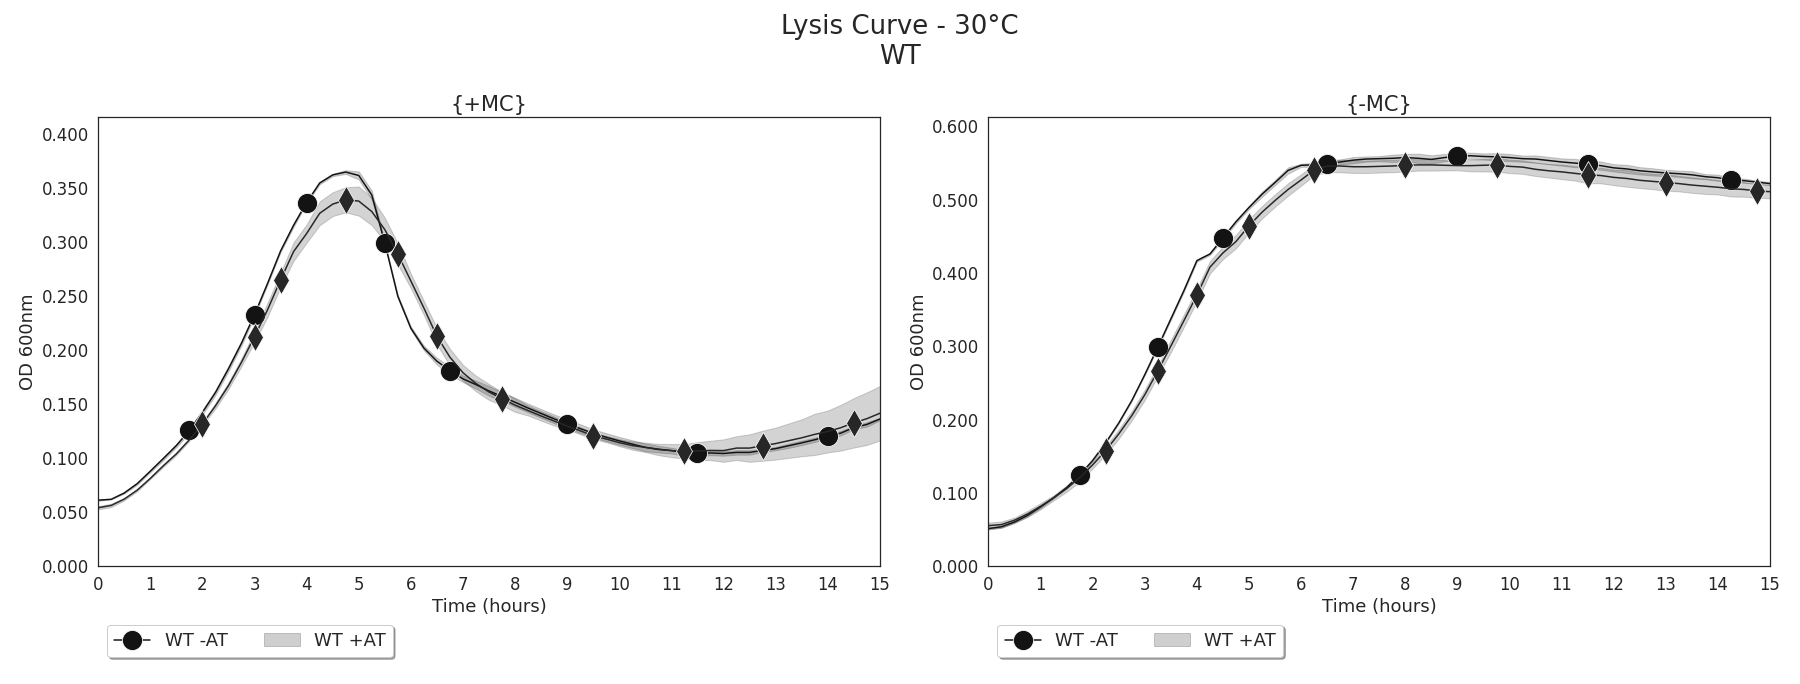 Lysis Curve - 30°C
WT
{+MC}
0.400
0.350
0.300
0.250
0.200
0.150
0.100
0.050
0.000
OD 600nm
0 1 2 3 4 5 6 7 8 9 10 11 12 13 14 15
Time (hours)
WT -AT WT +AT
{-MC}
0.600
0.500
0.400
0.300
0.200
0.100
0.000
OD 600nm
0 1 2 3 4 5 6 7 8 9 10 11 12 13 14 15
Time (hours)
WT -AT WT +AT